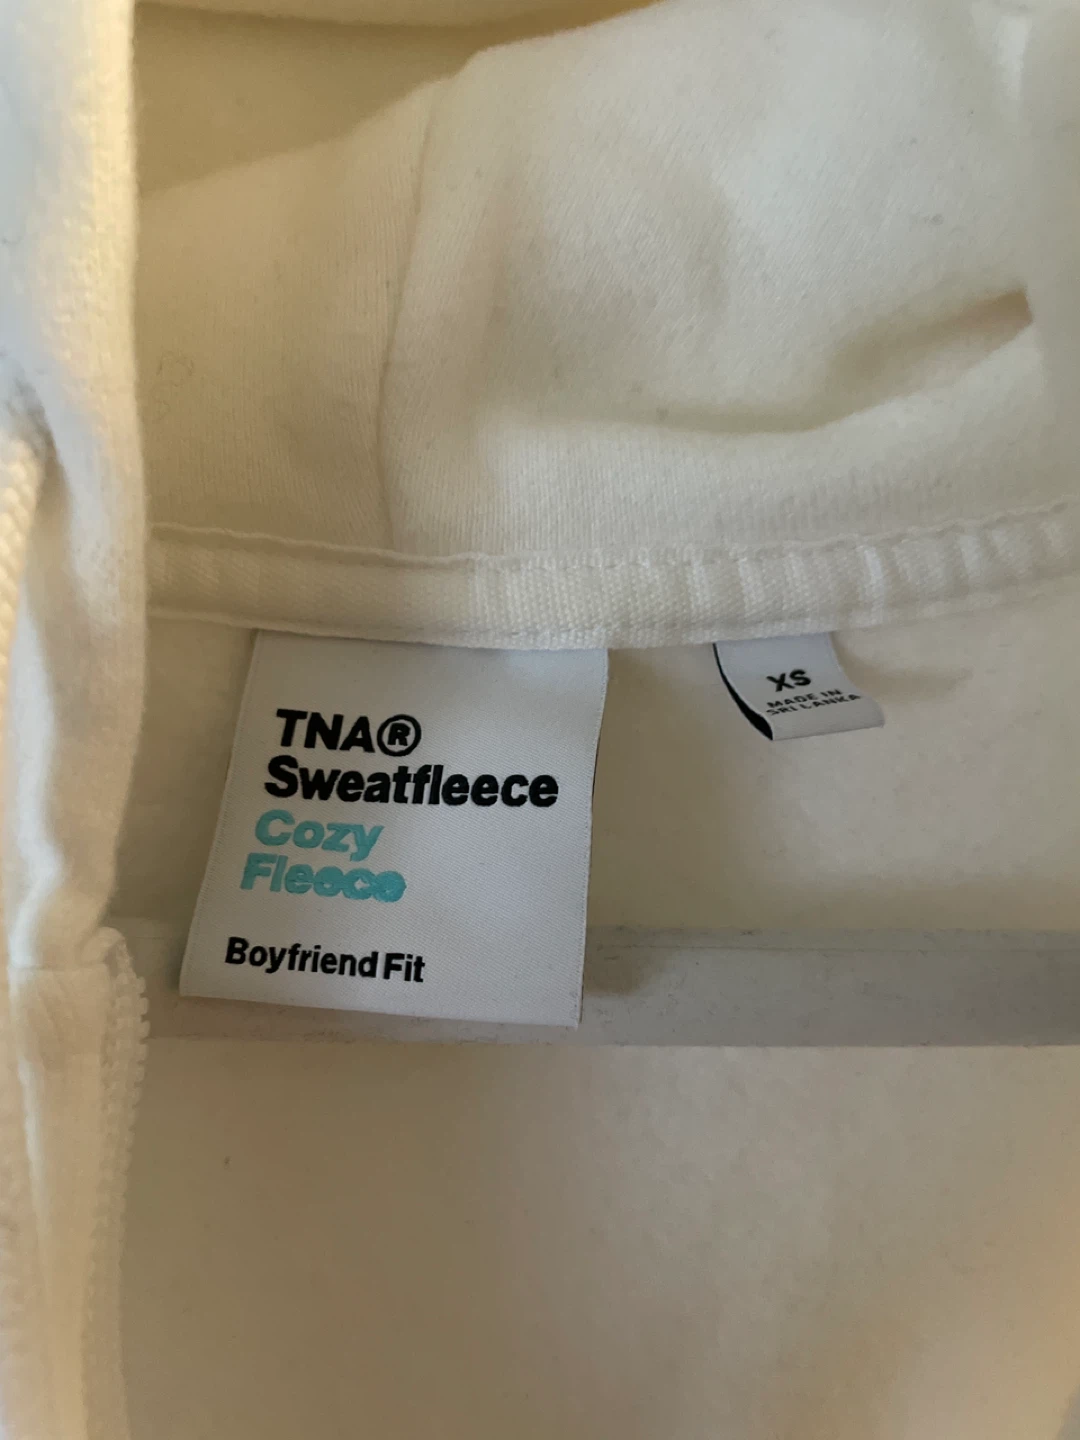 TNA®
Sweatfleece
Cozy
Fleece
Boyfriend Fit
XS
MADE IN
SRI LANKA